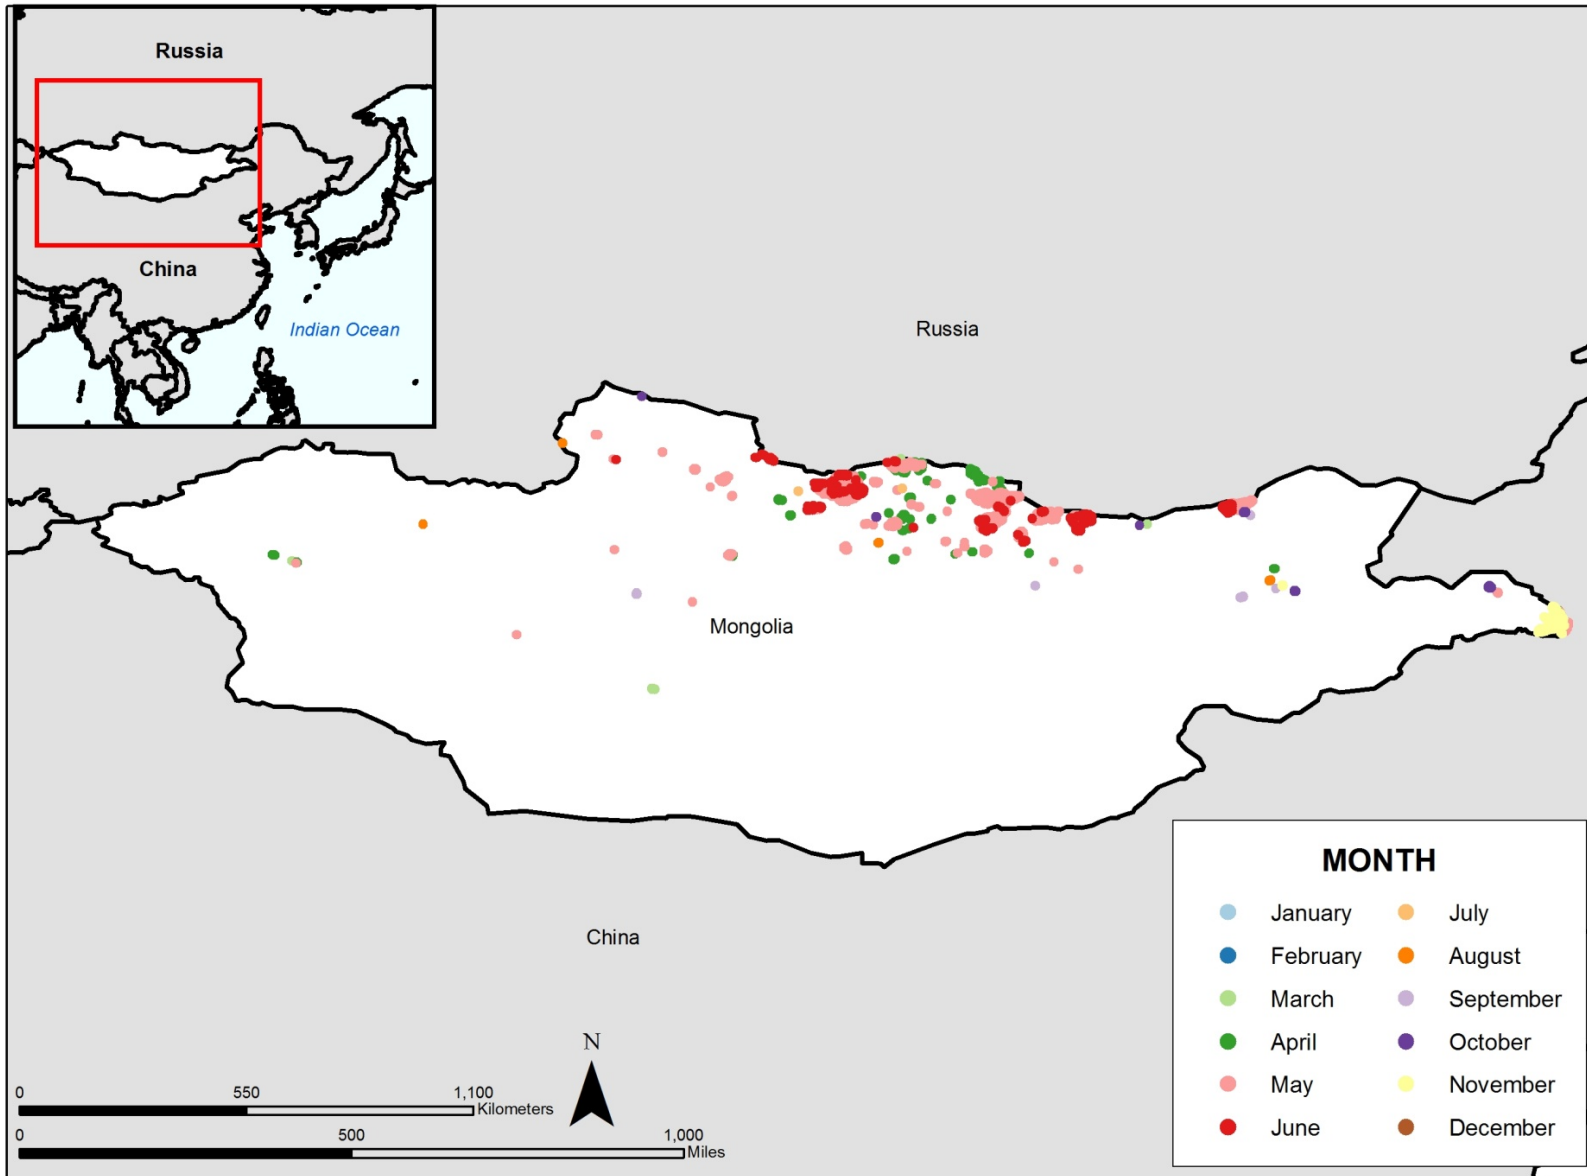 Russia
China
Indian Ocean
Russia
Mongolia
China
MONTH
January
February
March
April
May
June
July
August
September
October
November
December
N
0 550 1,100
Kilometers
0 500 1,000
Miles